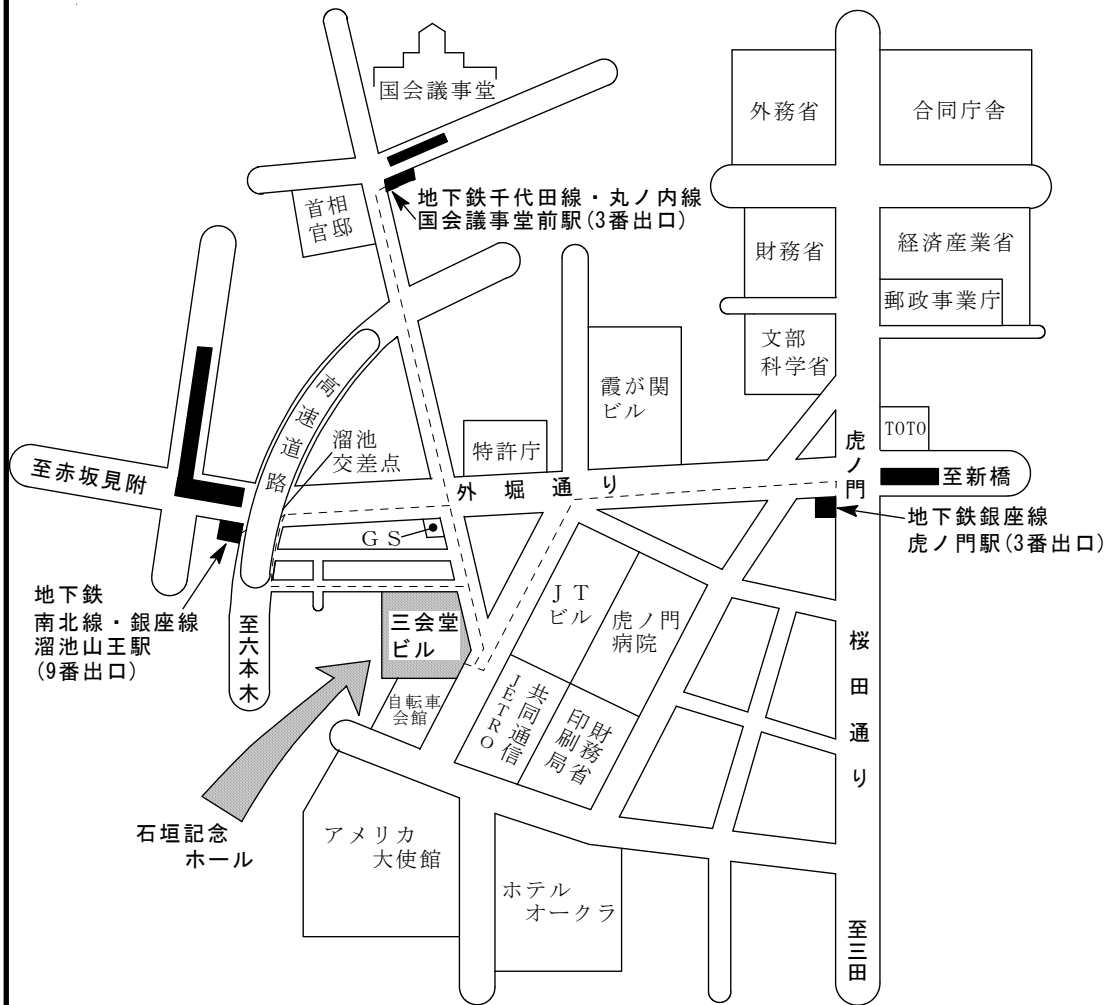 国会議事堂
外務省
合同庁舎
地下鉄千代田線・丸ノ内線
国会議事堂前駅(3番出口)
首相
官邸
財務省
経済産業省
郵政事業庁
文部
科学省
霞が関
ビル
高速道路
溜池
交差点
特許庁
TOTO
虎ノ門
至赤坂見附
外堀通り
至新橋
GS
地下鉄銀座線
虎ノ門駅(3番出口)
地下鉄
南北線・銀座線
溜池山王駅
(9番出口)
至六本木
三会堂
ビル
JT
ビル
虎ノ門
病院
桜田通り
自転車
会館
共同通信
JETRO
財務省
印刷局
石垣記念
ホール
アメリカ
大使館
ホテル
オークラ
至三田